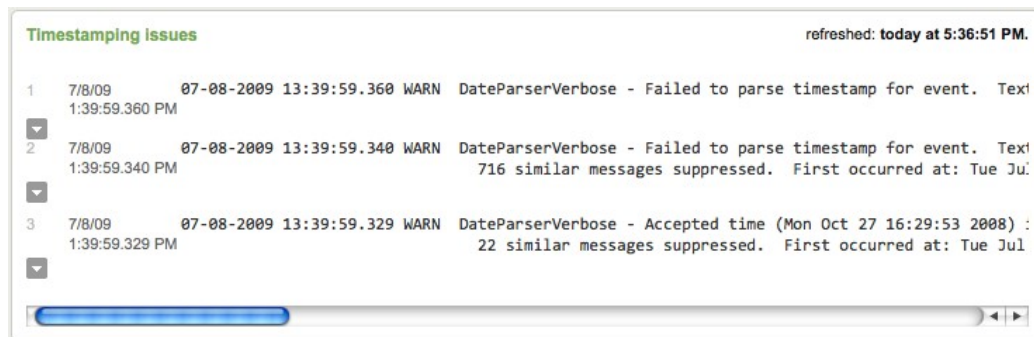 Timestamping issues refreshed: today at 5:36:51 PM.
1 7/8/09 07-08-2009 13:39:59.360 WARN DateParserVerbose - Failed to parse timestamp for event. Text
1:39:59.360 PM
2 7/8/09 07-08-2009 13:39:59.340 WARN DateParserVerbose - Failed to parse timestamp for event. Text
1:39:59.340 PM 716 similar messages suppressed. First occurred at: Tue Jul
3 7/8/09 07-08-2009 13:39:59.329 WARN DateParserVerbose - Accepted time (Mon Oct 27 16:29:53 2008)
1:39:59.329 PM 22 similar messages suppressed. First occurred at: Tue Jul